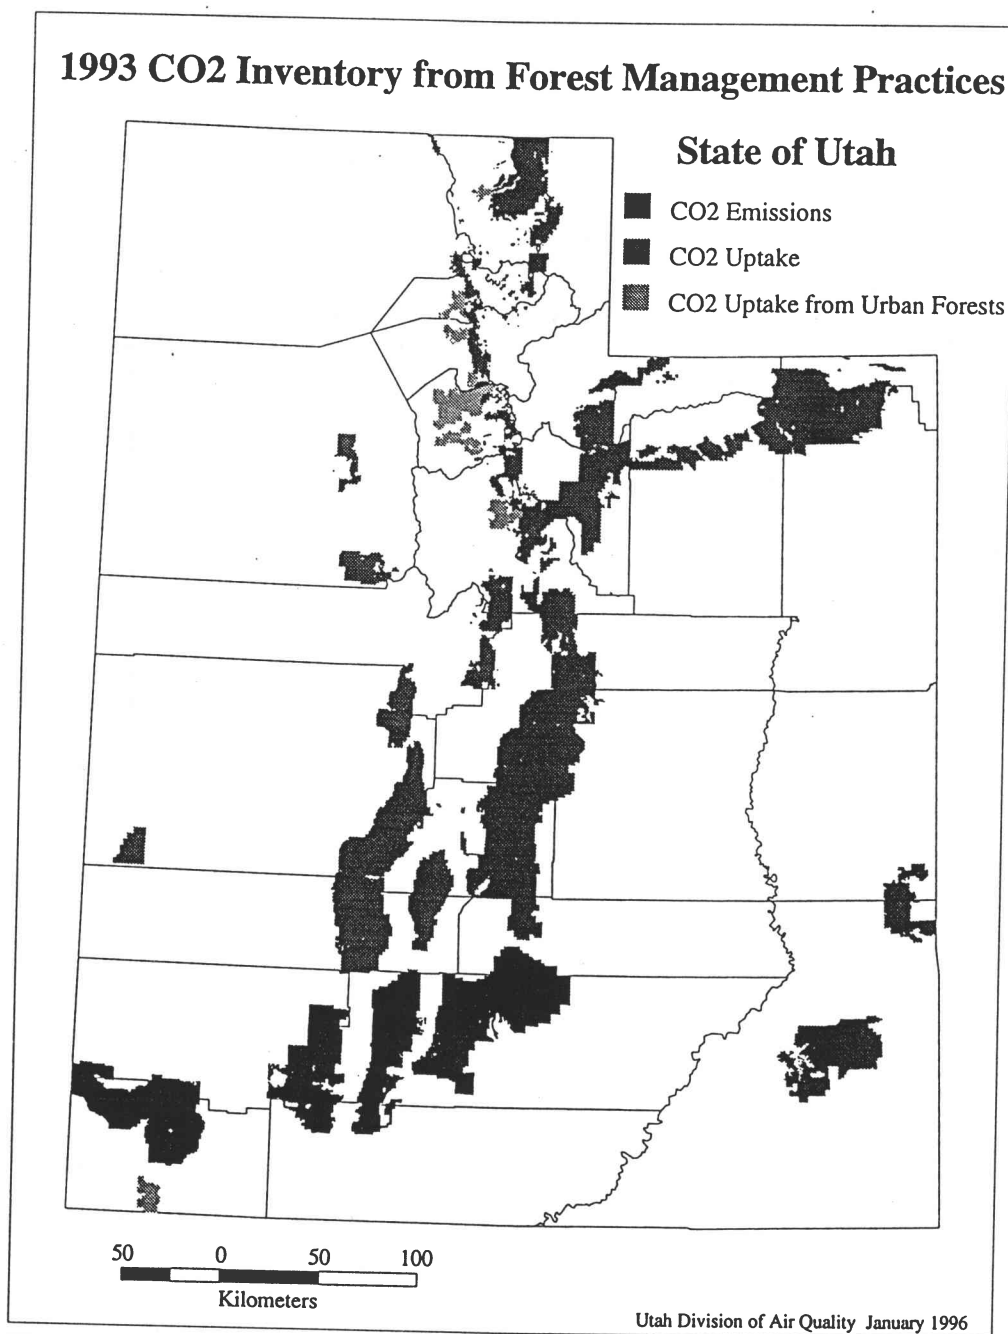 1993 CO2 Inventory from Forest Management Practices
State of Utah
CO2 Emissions
CO2 Uptake
CO2 Uptake from Urban Forests
50 0 50 100
Kilometers
Utah Division of Air Quality January 1996